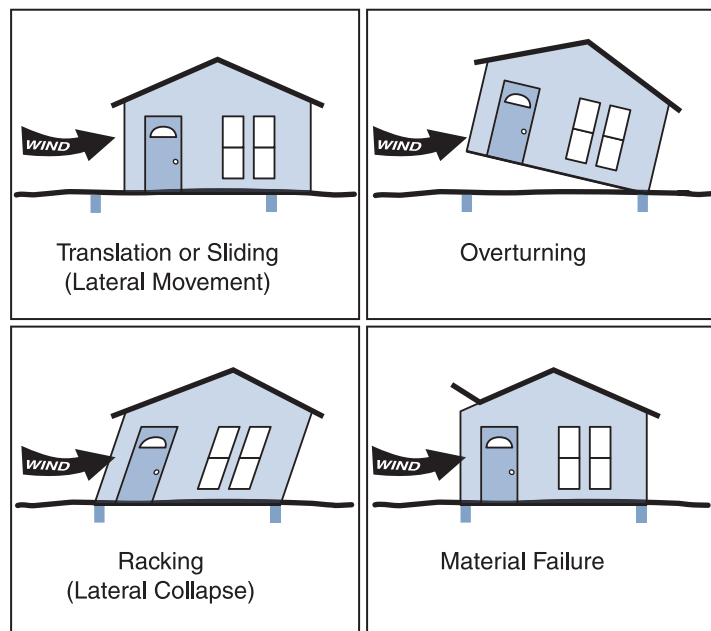 WIND
Translation or Sliding
(Lateral Movement)
WIND
Overturning
WIND
Racking
(Lateral Collapse)
WIND
Material Failure